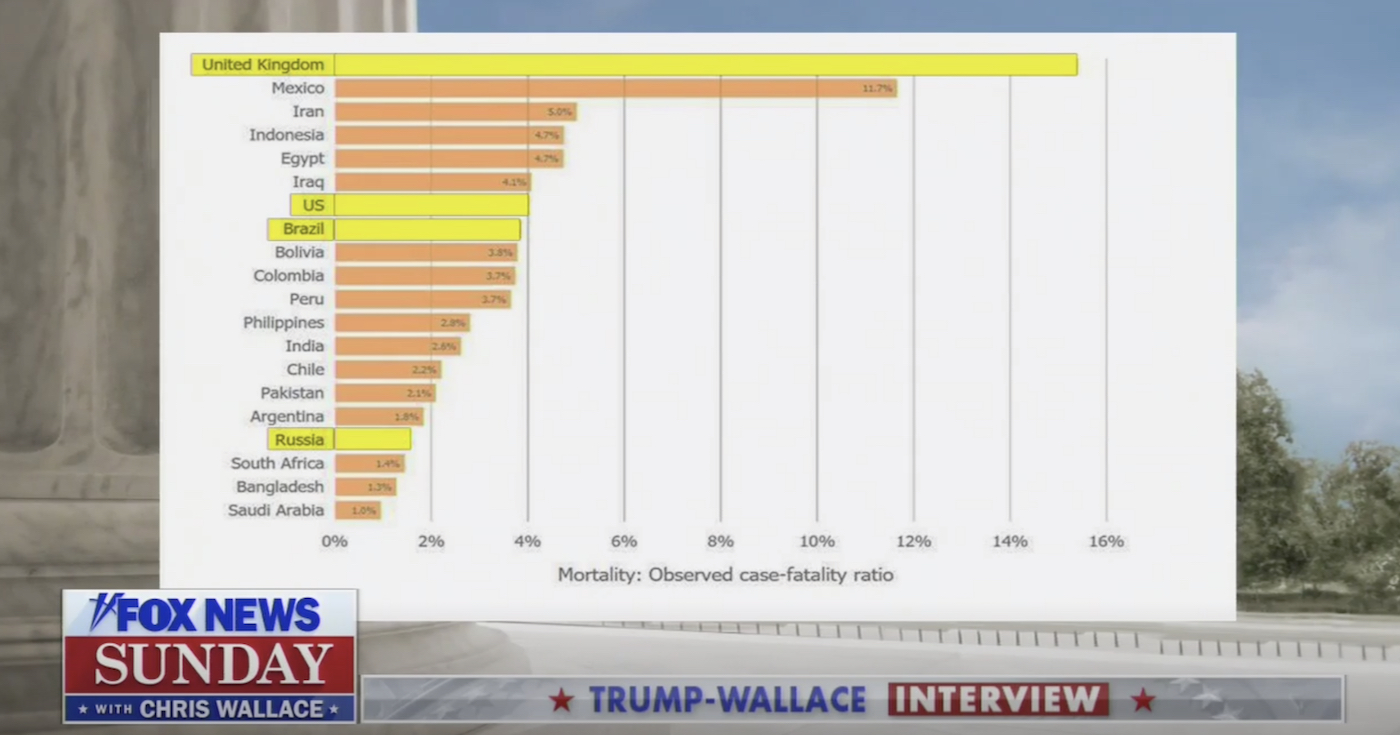 United Kingdom
Mexico 11.7%
Iran 5.0%
Indonesia 4.7%
Egypt 4.7%
Iraq 4.1%
US
Brazil
Bolivia 3.8%
Colombia 3.7%
Peru 3.7%
Philippines 2.8%
India 2.6%
Chile 2.2%
Pakistan 2.1%
Argentina 1.8%
Russia
South Africa 1.4%
Bangladesh 1.3%
Saudi Arabia 1.0%
0% 2% 4% 6% 8% 10% 12% 14% 16%
Mortality: Observed case-fatality ratio
FOX NEWS
SUNDAY
WITH CHRIS WALLACE
TRUMP-WALLACE INTERVIEW